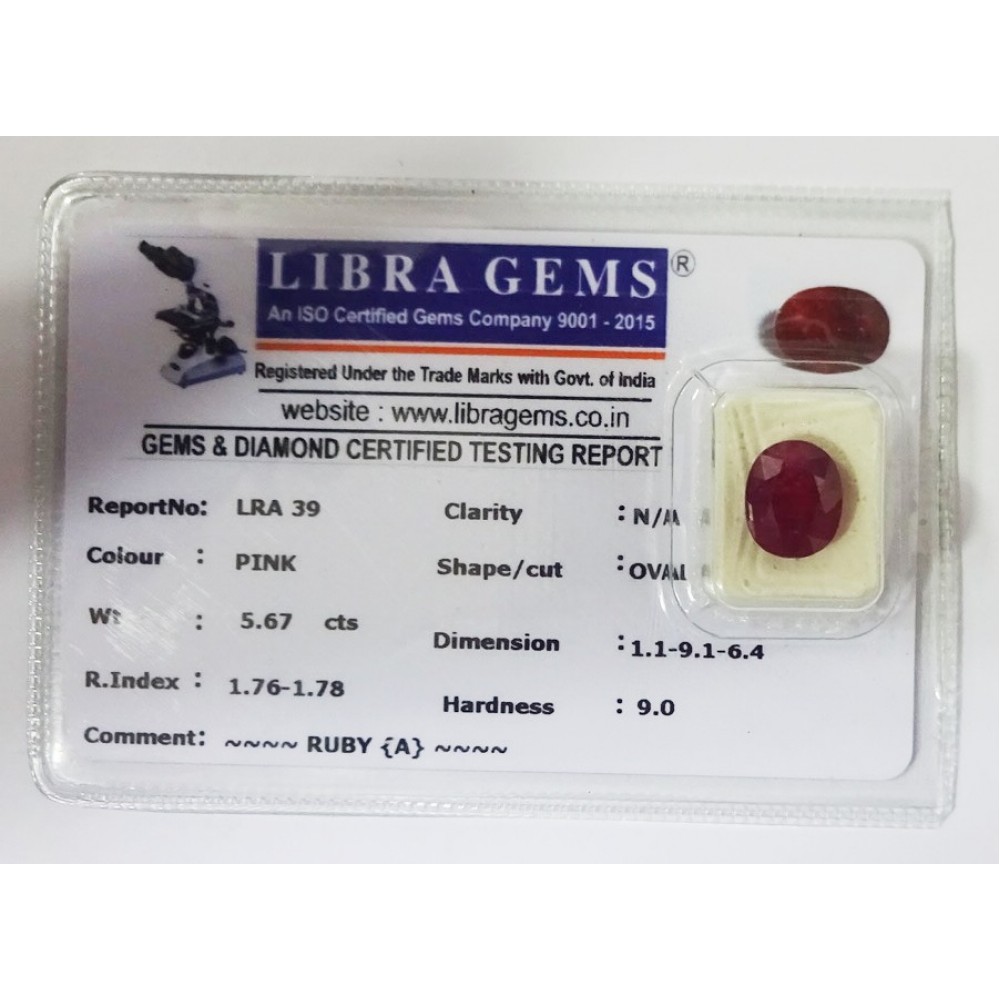 LIBRA GEMS ®
An ISO Certified Gems Company 9001 - 2015
Registered Under the Trade Marks with Govt. of India
website : www.libragems.co.in
GEMS & DIAMOND CERTIFIED TESTING REPORT
ReportNo: LRA 39 Clarity : N/A
Colour : PINK Shape/cut : OVAL
Wt : 5.67 cts Dimension : 1.1-9.1-6.4
R.Index : 1.76-1.78 Hardness : 9.0
Comment: ~~~~ RUBY {A} ~~~~